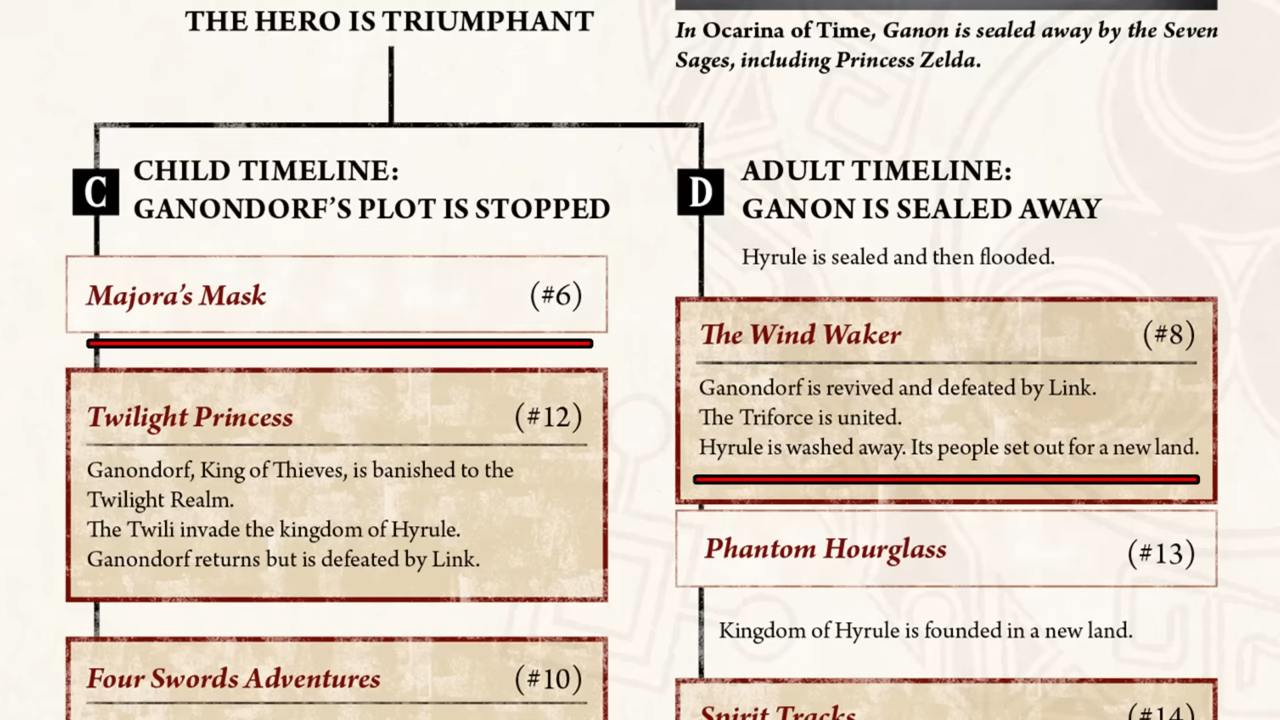 THE HERO IS TRIUMPHANT
In Ocarina of Time, Ganon is sealed away by the Seven
Sages, including Princess Zelda.
C
CHILD TIMELINE:
GANONDORF’S PLOT IS STOPPED
Majora’s Mask (#6)
Twilight Princess (#12)
Ganondorf, King of Thieves, is banished to the
Twilight Realm.
The Twili invade the kingdom of Hyrule.
Ganondorf returns but is defeated by Link.
Four Swords Adventures (#10)
D
ADULT TIMELINE:
GANON IS SEALED AWAY
Hyrule is sealed and then flooded.
The Wind Waker (#8)
Ganondorf is revived and defeated by Link.
The Triforce is united.
Hyrule is washed away. Its people set out for a new land.
Phantom Hourglass (#13)
Kingdom of Hyrule is founded in a new land.
Spirit Tracks (#14)